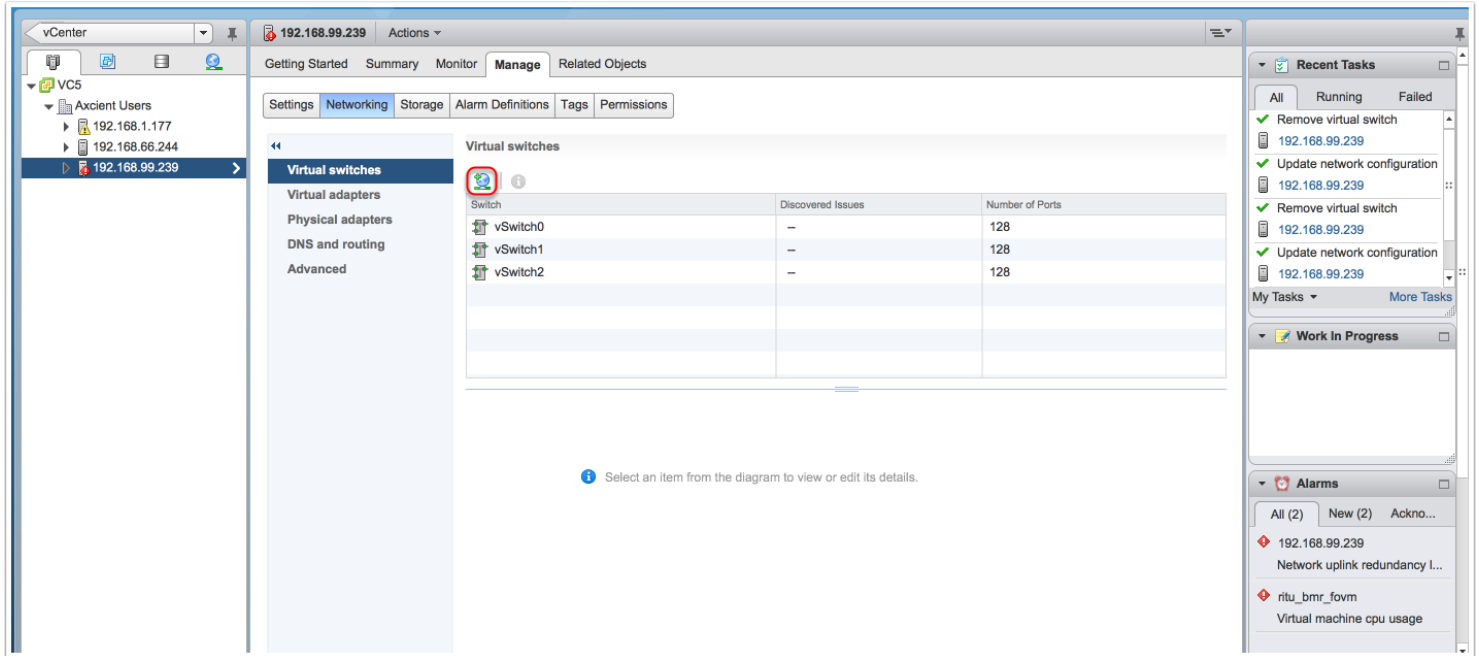 vCenter
VC5
Axcient Users
192.168.1.177
192.168.66.244
192.168.99.239
192.168.99.239 Actions
Getting Started Summary Monitor Manage Related Objects
Settings Networking Storage Alarm Definitions Tags Permissions
Virtual switches
Virtual adapters
Physical adapters
DNS and routing
Advanced
Virtual switches
Switch Discovered Issues Number of Ports
vSwitch0 -- 128
vSwitch1 -- 128
vSwitch2 -- 128
Select an item from the diagram to view or edit its details.
Recent Tasks
All Running Failed
Remove virtual switch
192.168.99.239
Update network configuration
192.168.99.239
Remove virtual switch
192.168.99.239
Update network configuration
192.168.99.239
My Tasks More Tasks
Work In Progress
Alarms
All (2) New (2) Ackno...
192.168.99.239
Network uplink redundancy l...
ritu_bmr_fovm
Virtual machine cpu usage